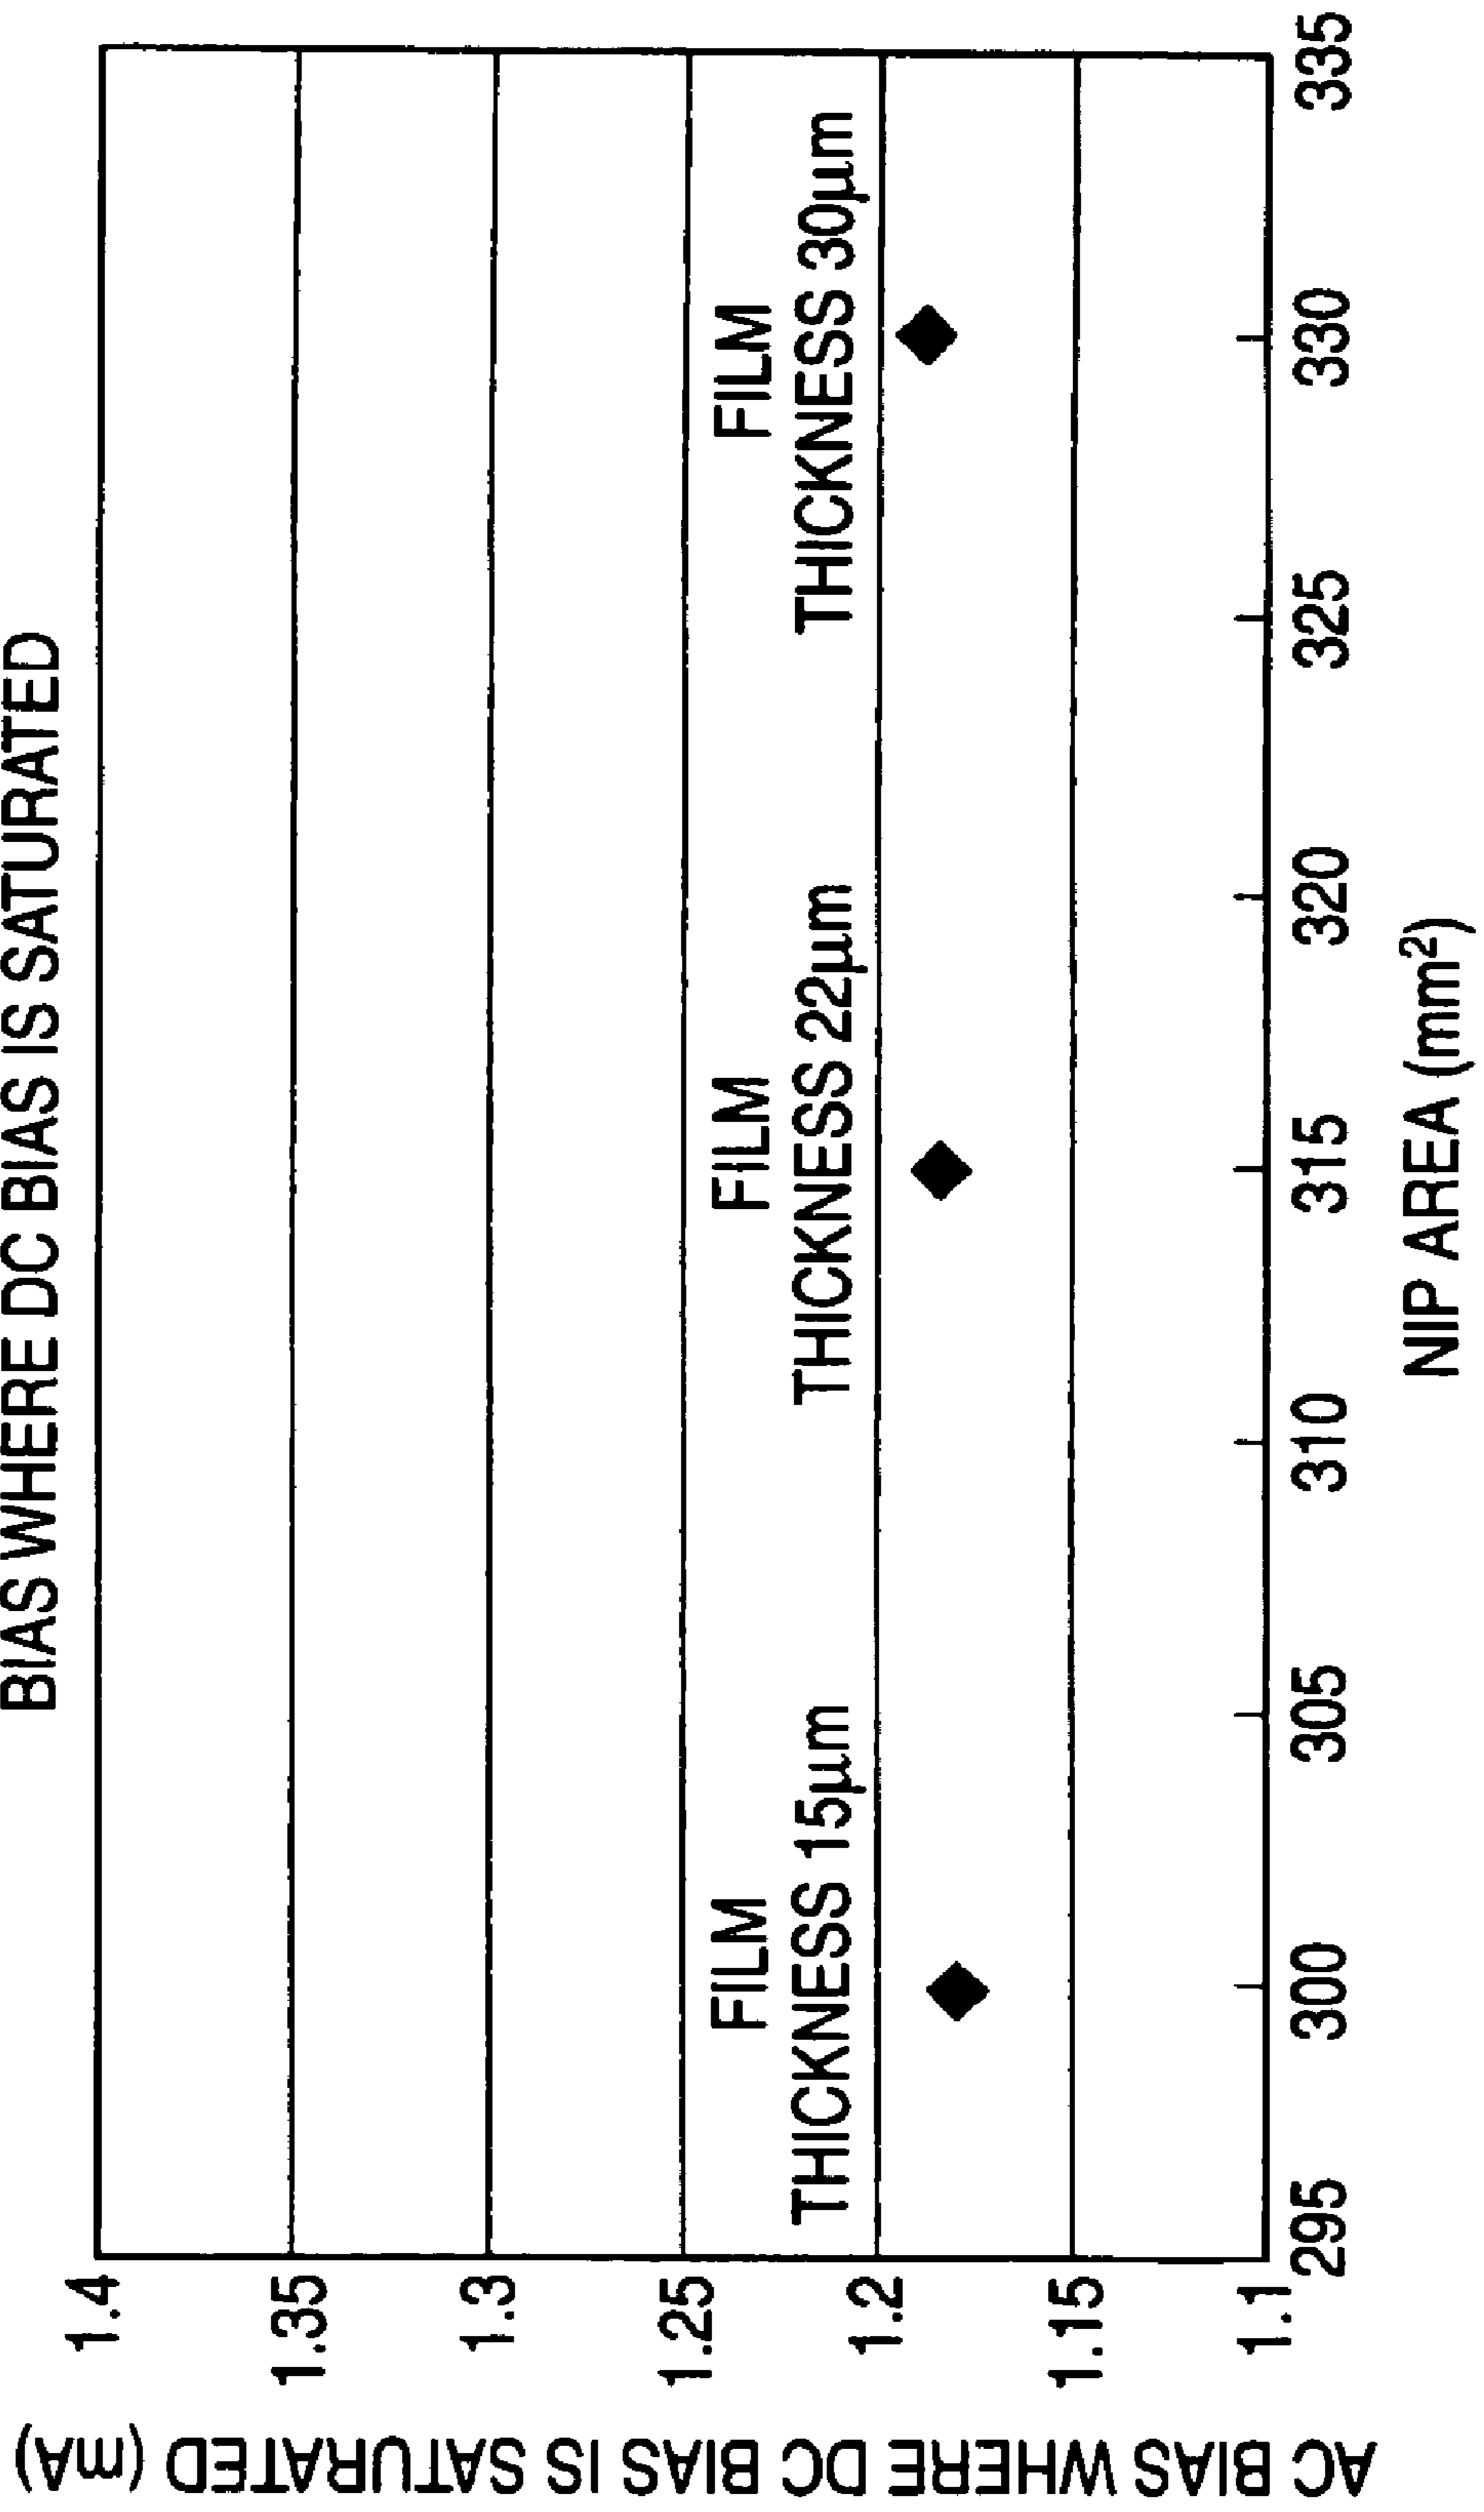 BIAS WHERE DC BIAS IS SATURATED
AC BIAS WHERE DC BIAS IS SATURATED (mA)
1.4
1.35
1.3
1.25
1.2
1.15
1.1
FILM
THICKNESS 15µm
FILM
THICKNESS 22µm
FILM
THICKNESS 30µm
295
300
305
310
315
320
325
330
335
NIP AREA (mm²)